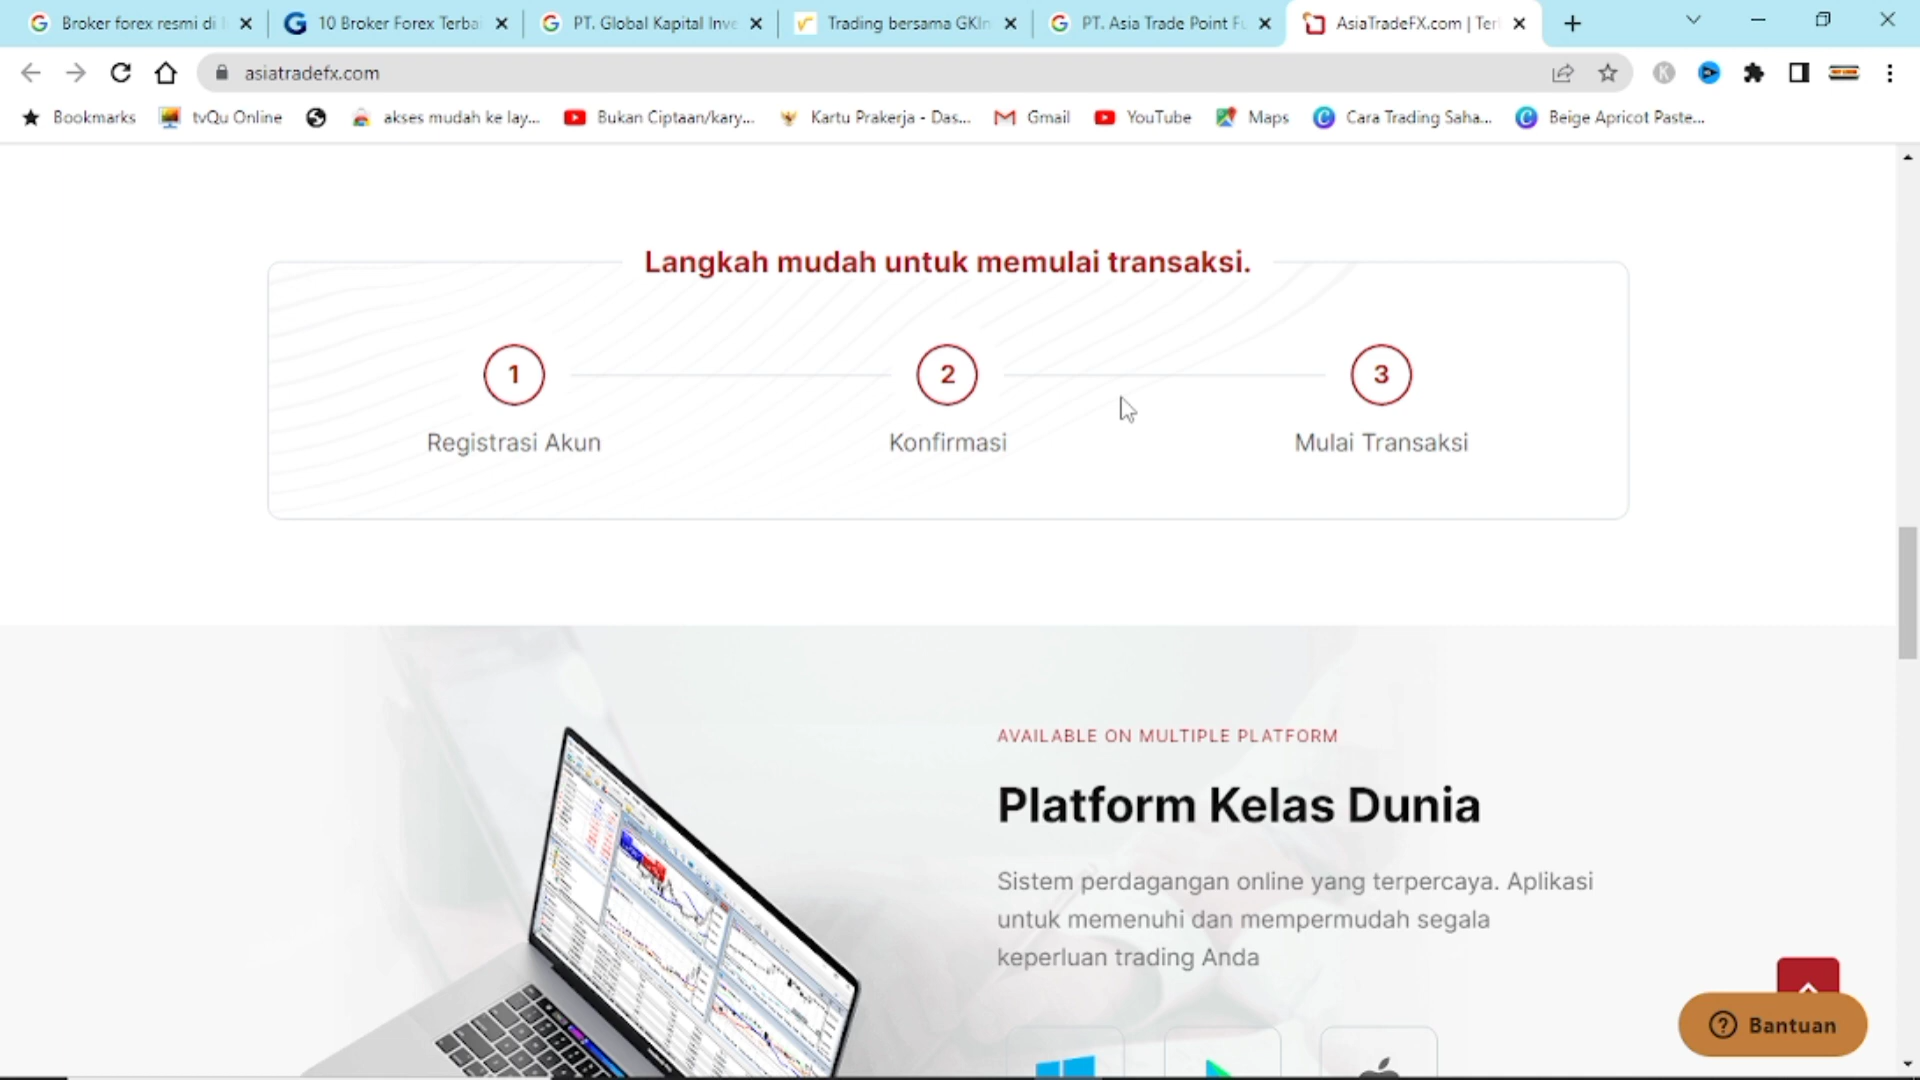 Broker forex resmi di
10 Broker Forex Terba
PT. Global Kapital Inve
Trading bersama GKIn
PT. Asia Trade Point Fu
AsiaTradeFX.com | Ter
asiatradefx.com
K
Bookmarks
tvQu Online
akses mudah ke lay...
Bukan Ciptaan/kary...
Kartu Prakerja - Das...
Gmail
YouTube
Maps
Cara Trading Saha...
Beige Apricot Paste...
Langkah mudah untuk memulai transaksi.
1
2
3
Registrasi Akun
Konfirmasi
Mulai Transaksi
AVAILABLE ON MULTIPLE PLATFORM
Platform Kelas Dunia
Sistem perdagangan online yang terpercaya. Aplikasi
untuk memenuhi dan mempermudah segala
keperluan trading Anda
Bantuan